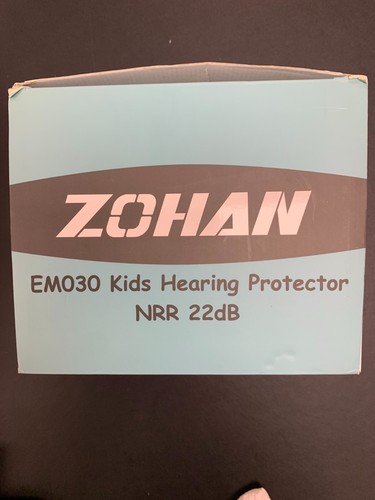 ZOHAN
EM030 Kids Hearing Protector
NRR 22dB